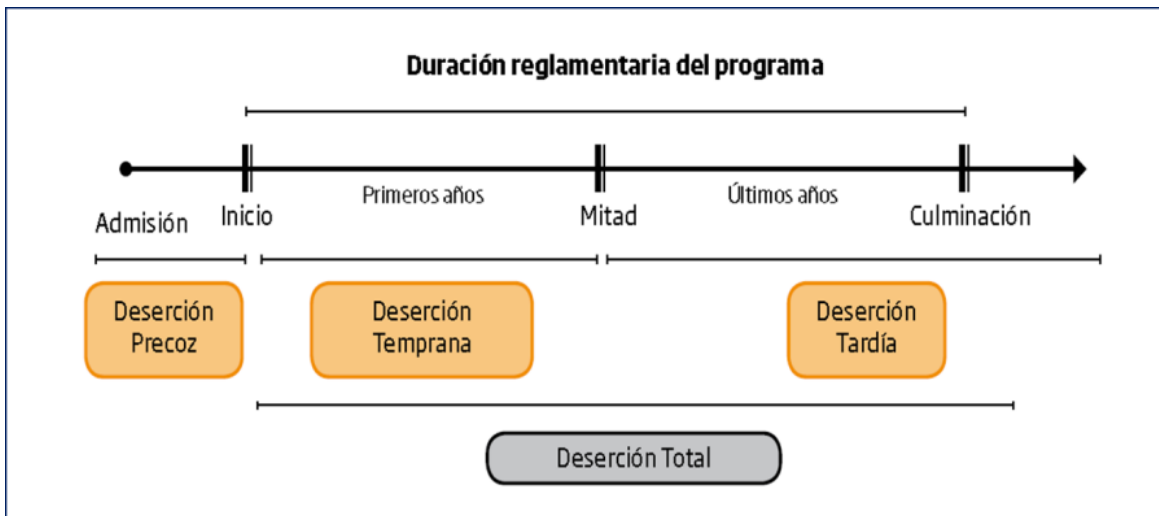 Duración reglamentaria del programa
Primeros años
Últimos años
Admisión
Inicio
Mitad
Culminación
Deserción
Precoz
Deserción
Temprana
Deserción
Tardía
Deserción Total